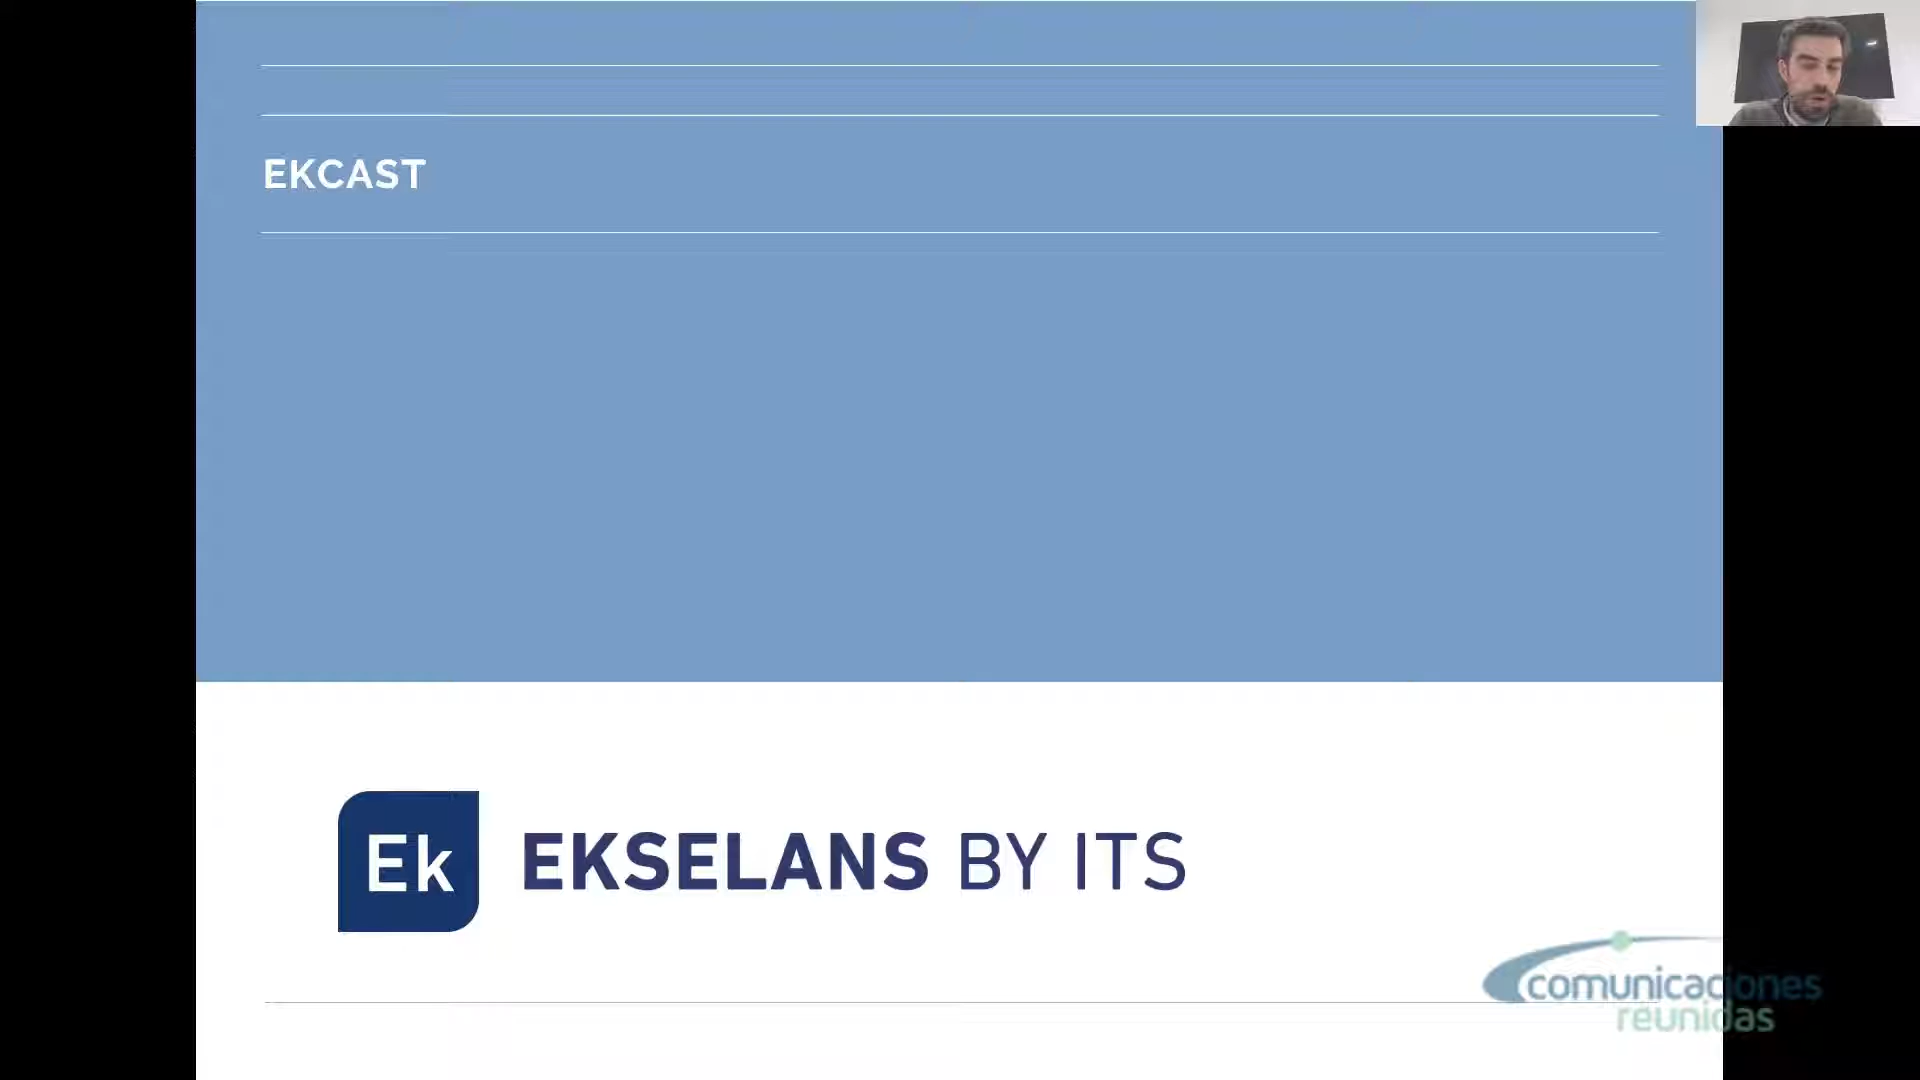 EKCAST
Ek
EKSELANS BY ITS
comunicaciones
reunidas